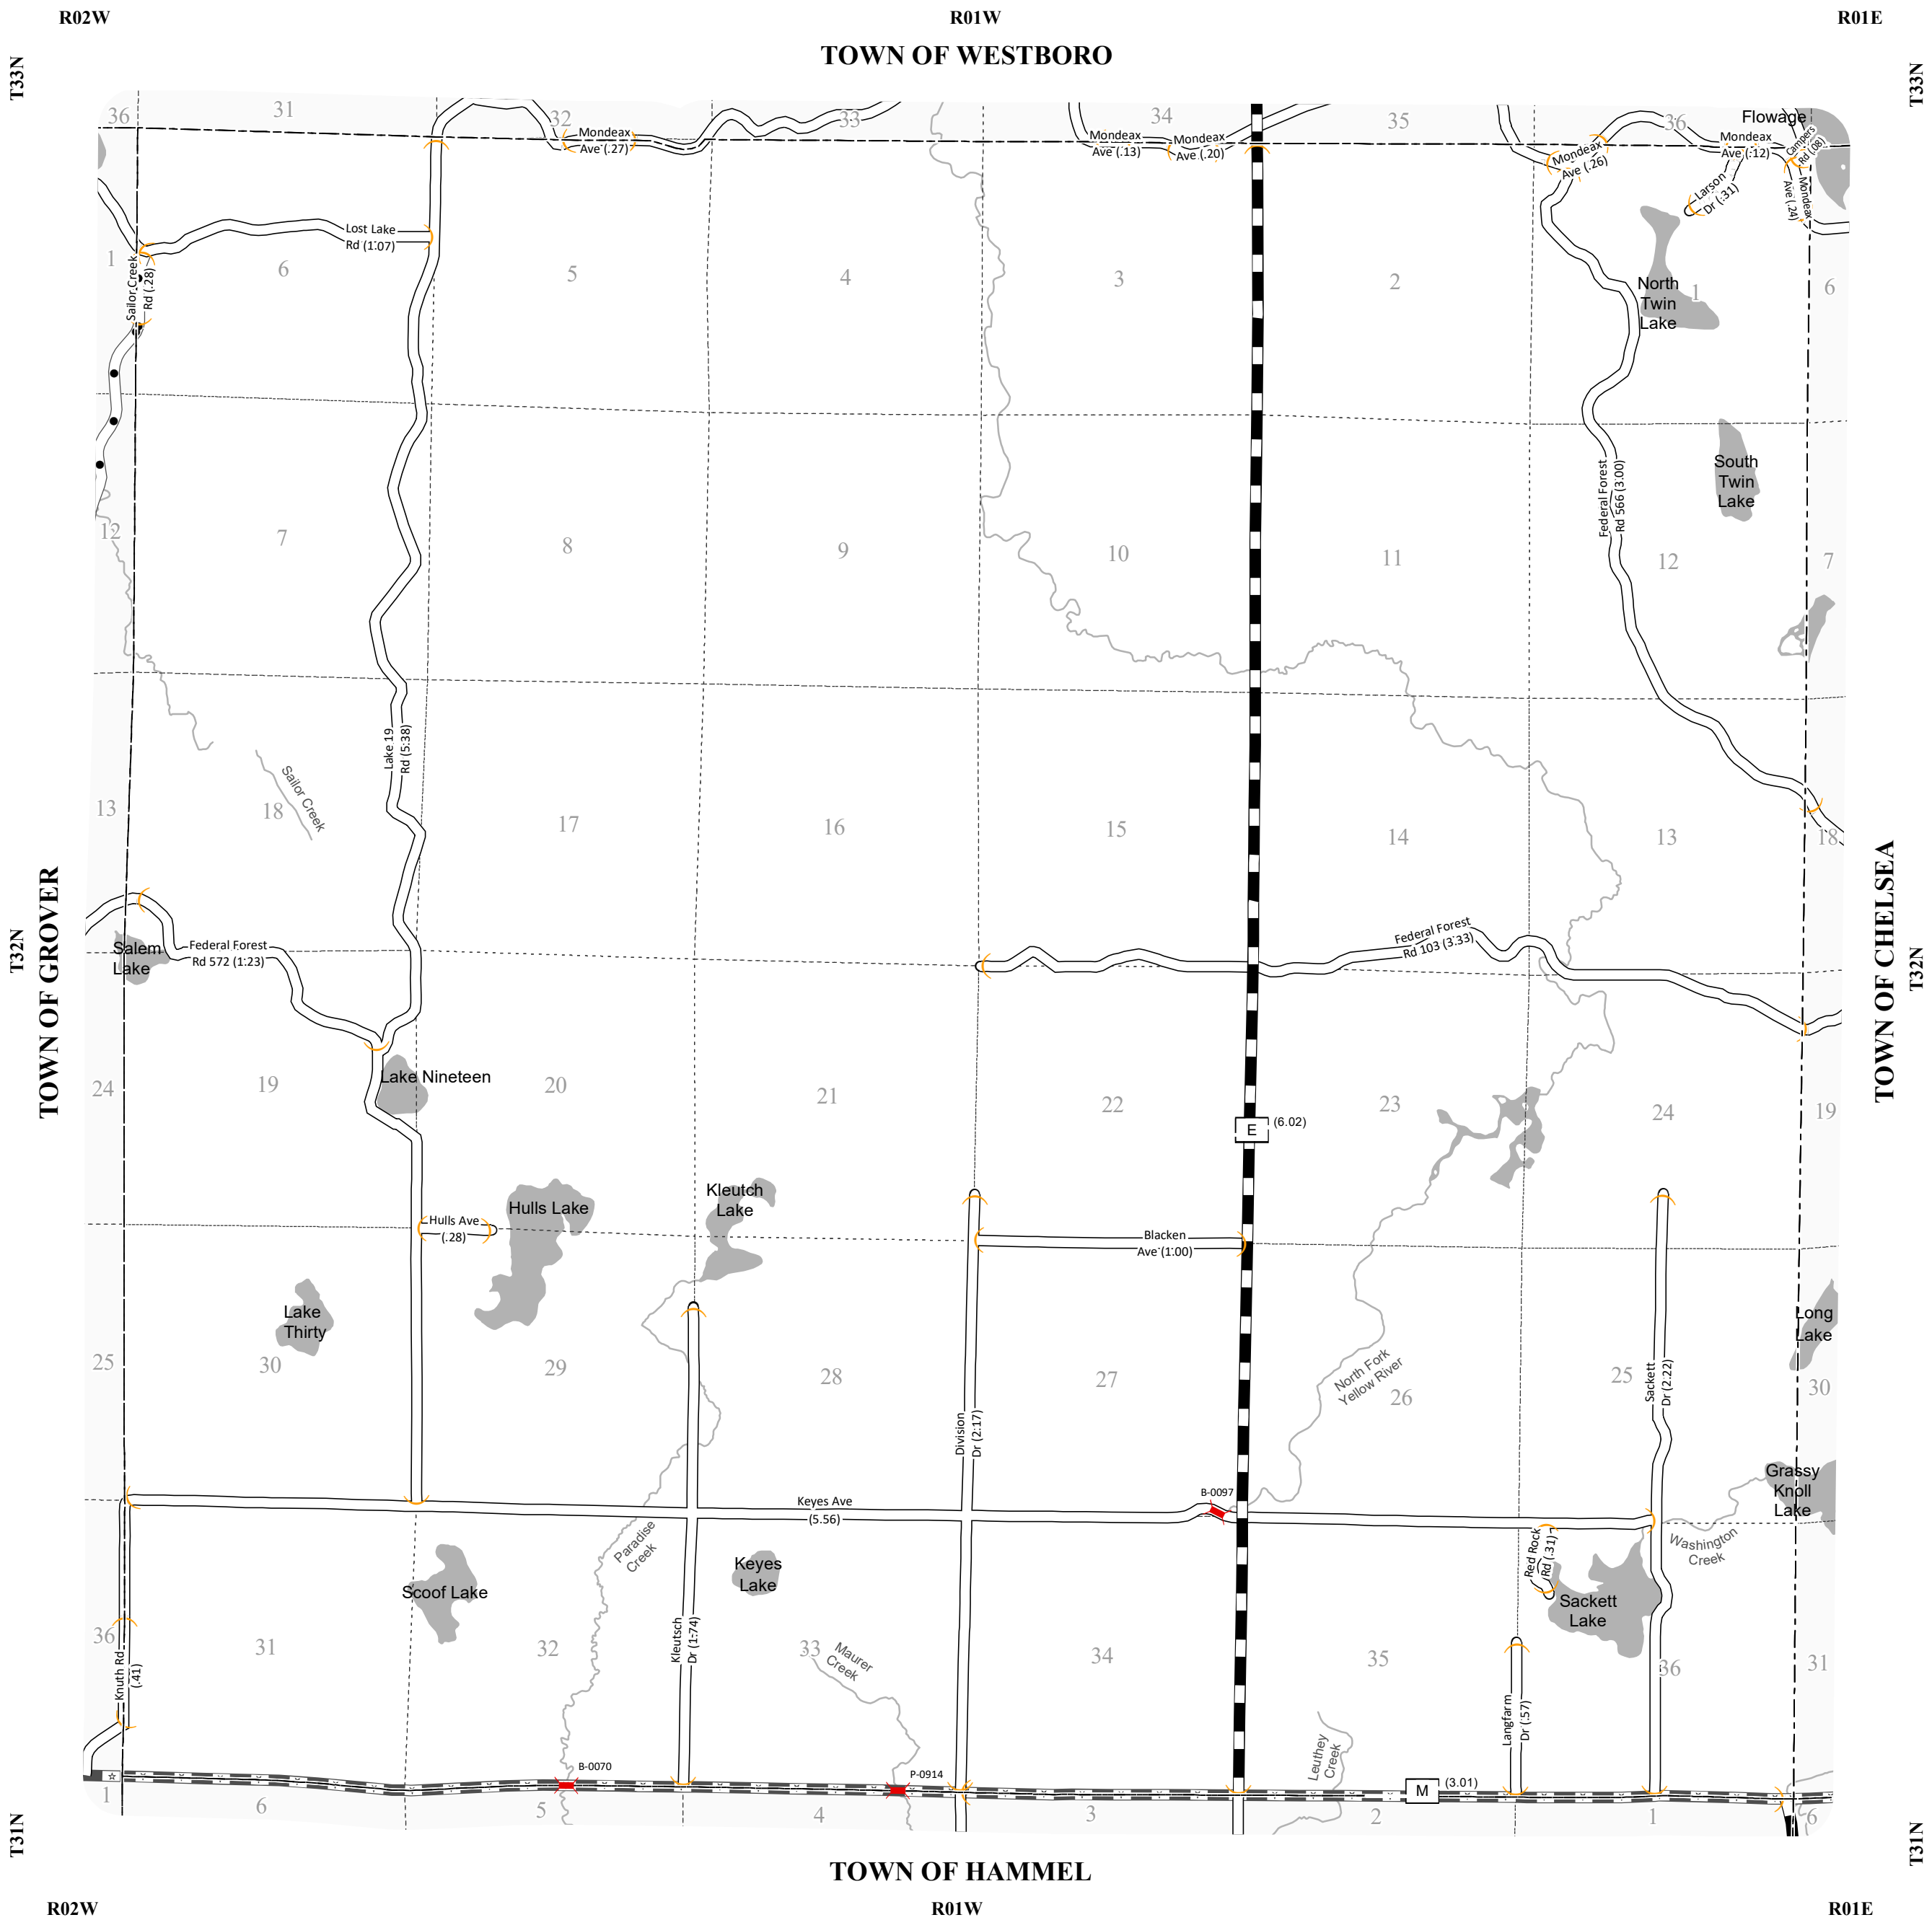 R02W
R01W
R01E
TOWN OF WESTBORO
T33N
T33N
36
31
32
33
34
35
36
Flowage
Mondeax
Ave (.27)
Mondeax
Ave (.13)
Mondeax
Ave (.20)
Mondeax
Ave (.26)
Mondeax
Ave (.12)
Campers
Rd (.08)
Larson
Dr (.31)
Mondeax
Ave (.24)
Lost Lake
Rd (1.07)
Sailor Creek
Rd (.28)
1
6
5
4
3
2
1
6
North
Twin
Lake
South
Twin
Lake
Federal Forest
Rd 566 (3.00)
12
7
8
9
10
11
12
7
Lake 19
Rd (5.38)
Sailor Creek
13
18
17
16
15
14
13
18
TOWN OF GROVER
TOWN OF CHELSEA
T32N
T32N
Salem
Lake
Federal Forest
Rd 572 (1.23)
Federal Forest
Rd 103 (3.33)
24
19
Lake Nineteen
20
21
22
23
24
19
E
(6.02)
Hulls Lake
Kleutch
Lake
Hulls Ave
(.28)
Blacken
Ave (1.00)
Lake
Thirty
Long
Lake
25
30
29
28
27
26
25
30
North Fork
Yellow River
Sackett
Dr (2.22)
Division
Dr (2.17)
Grassy
Knoll
Lake
Keyes Ave
(5.56)
B-0097
Paradise
Creek
Red Rock
Rd (.31)
Washington
Creek
Scoof Lake
Keyes
Lake
Sackett
Lake
36
31
32
33
34
35
36
31
Knuth Rd
(.41)
Kleutsch
Dr (1.74)
Maurer
Creek
Langfarm
Dr (.57)
Leuthey
Creek
B-0070
P-0914
M
(3.01)
1
6
5
4
3
2
1
6
T31N
T31N
TOWN OF HAMMEL
R02W
R01W
R01E